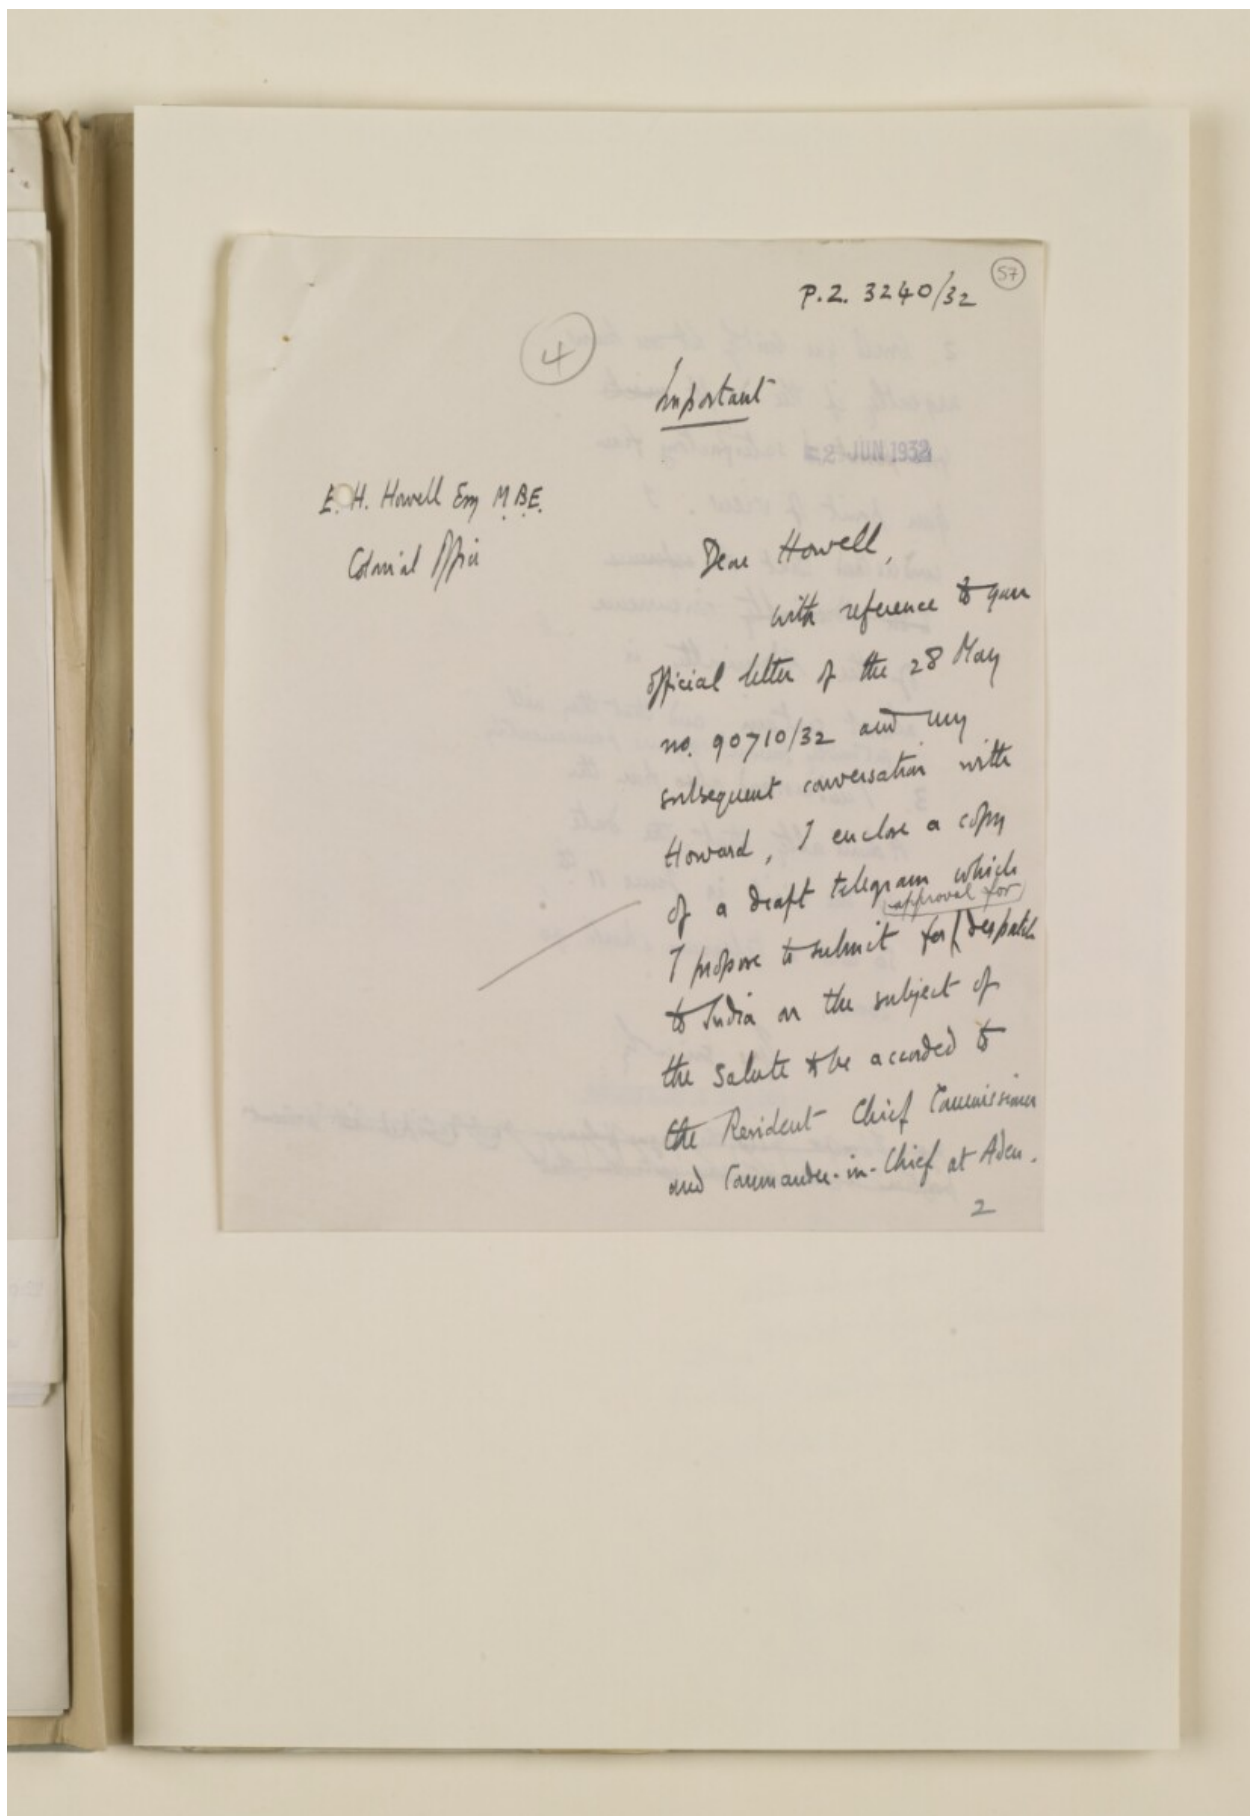 57
P.Z. 3240/32
4
Important
2 JUN 1932
E. H. Howell Esq M.B.E.
Colonial Office
Dear Howell,
with reference to your
official letter of the 28 May
no. 90710/32 and my
subsequent conversation with
Howard, I enclose a copy
of a draft telegram which
approval for
I propose to submit for despatch
to India on the subject of
the salute to be accorded to
the Resident Chief Commissioner
and Commander-in-Chief at Aden.
2